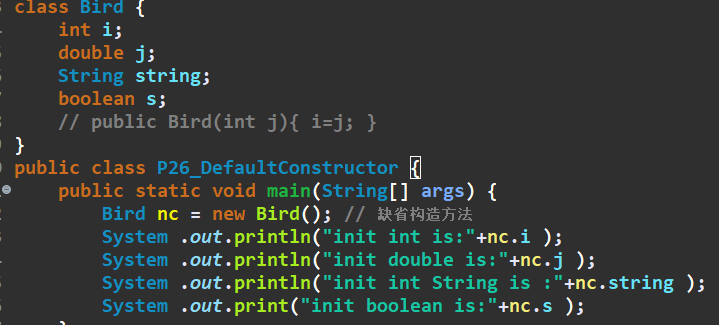 class Bird {
    int i;
    double j;
    String string;
    boolean s;
    // public Bird(int j){ i=j; }
}
public class P26_DefaultConstructor {
    public static void main(String[] args) {
        Bird nc = new Bird(); // 缺省构造方法
        System .out.println("init int is:"+nc.i );
        System .out.println("init double is:"+nc.j );
        System .out.println("init int String is :"+nc.string );
        System .out.print("init boolean is:"+nc.s );